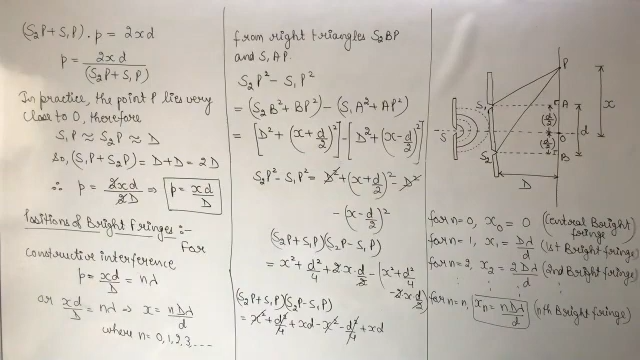 (S₂P+S₁P). p = 2xd
p = 2xd/(S₂P+S₁P)
In practice, the point P lies very
close to O, therefore
S₁P ≈ S₂P ≈ D
So, (S₁P+S₂P) = D+D = 2D
∴ p = 2xd/2D ⇒ p = xd/D
Positions of Bright Fringes :-
For
constructive interference
p = xd/D = nλ
or xd/D = nλ ⇒ x = nDλ/d
where n = 0,1,2,3,----
from right triangles S₂BP
and S₁AP.
S₂P² - S₁P²
= (S₂B²+BP²) - (S₁A²+AP²)
= [D²+(x+d/2)²] - [D²+(x-d/2)²]
S₂P² - S₁P² = D²+(x+d/2)² - D²
-(x-d/2)²
(S₂P+S₁P)(S₂P-S₁P)
= x²+d²/4+2x.d/2 -(x²+d²/4
-2x d/2)
(S₂P+S₁P)(S₂P-S₁P)
= x²+d²/4+xd-x²-d²/4+xd
P
S₁
A
x
(d/2)
S
O
d
(d/2)
S₂
B
D
for n=0, x₀ = 0 (Central Bright fringe
for n=1, x₁ = Dλ/d (1st Bright fringe)
for n=2, x₂ = 2Dλ/d (2nd Bright fringe)
for n=n, xₙ = nDλ/d (nth Bright fringe)